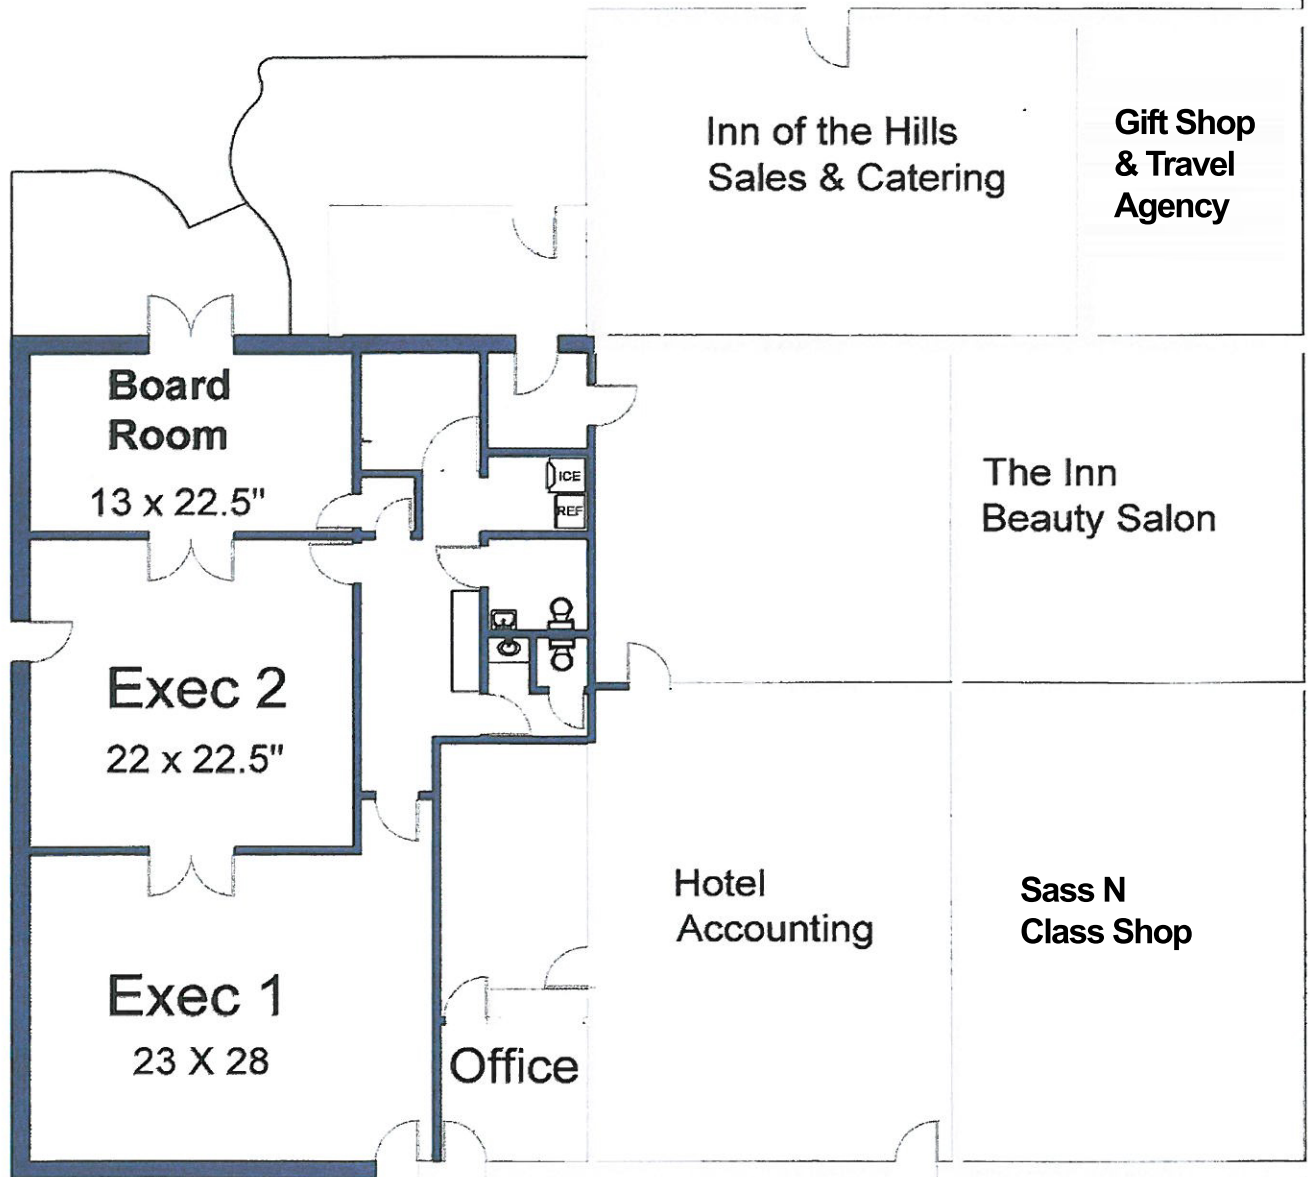 Inn of the Hills
Sales & Catering
Gift Shop
& Travel
Agency
Board
Room
13 x 22.5"
ICE
REF
The Inn
Beauty Salon
Exec 2
22 x 22.5"
Hotel
Accounting
Sass N
Class Shop
Exec 1
23 X 28
Office